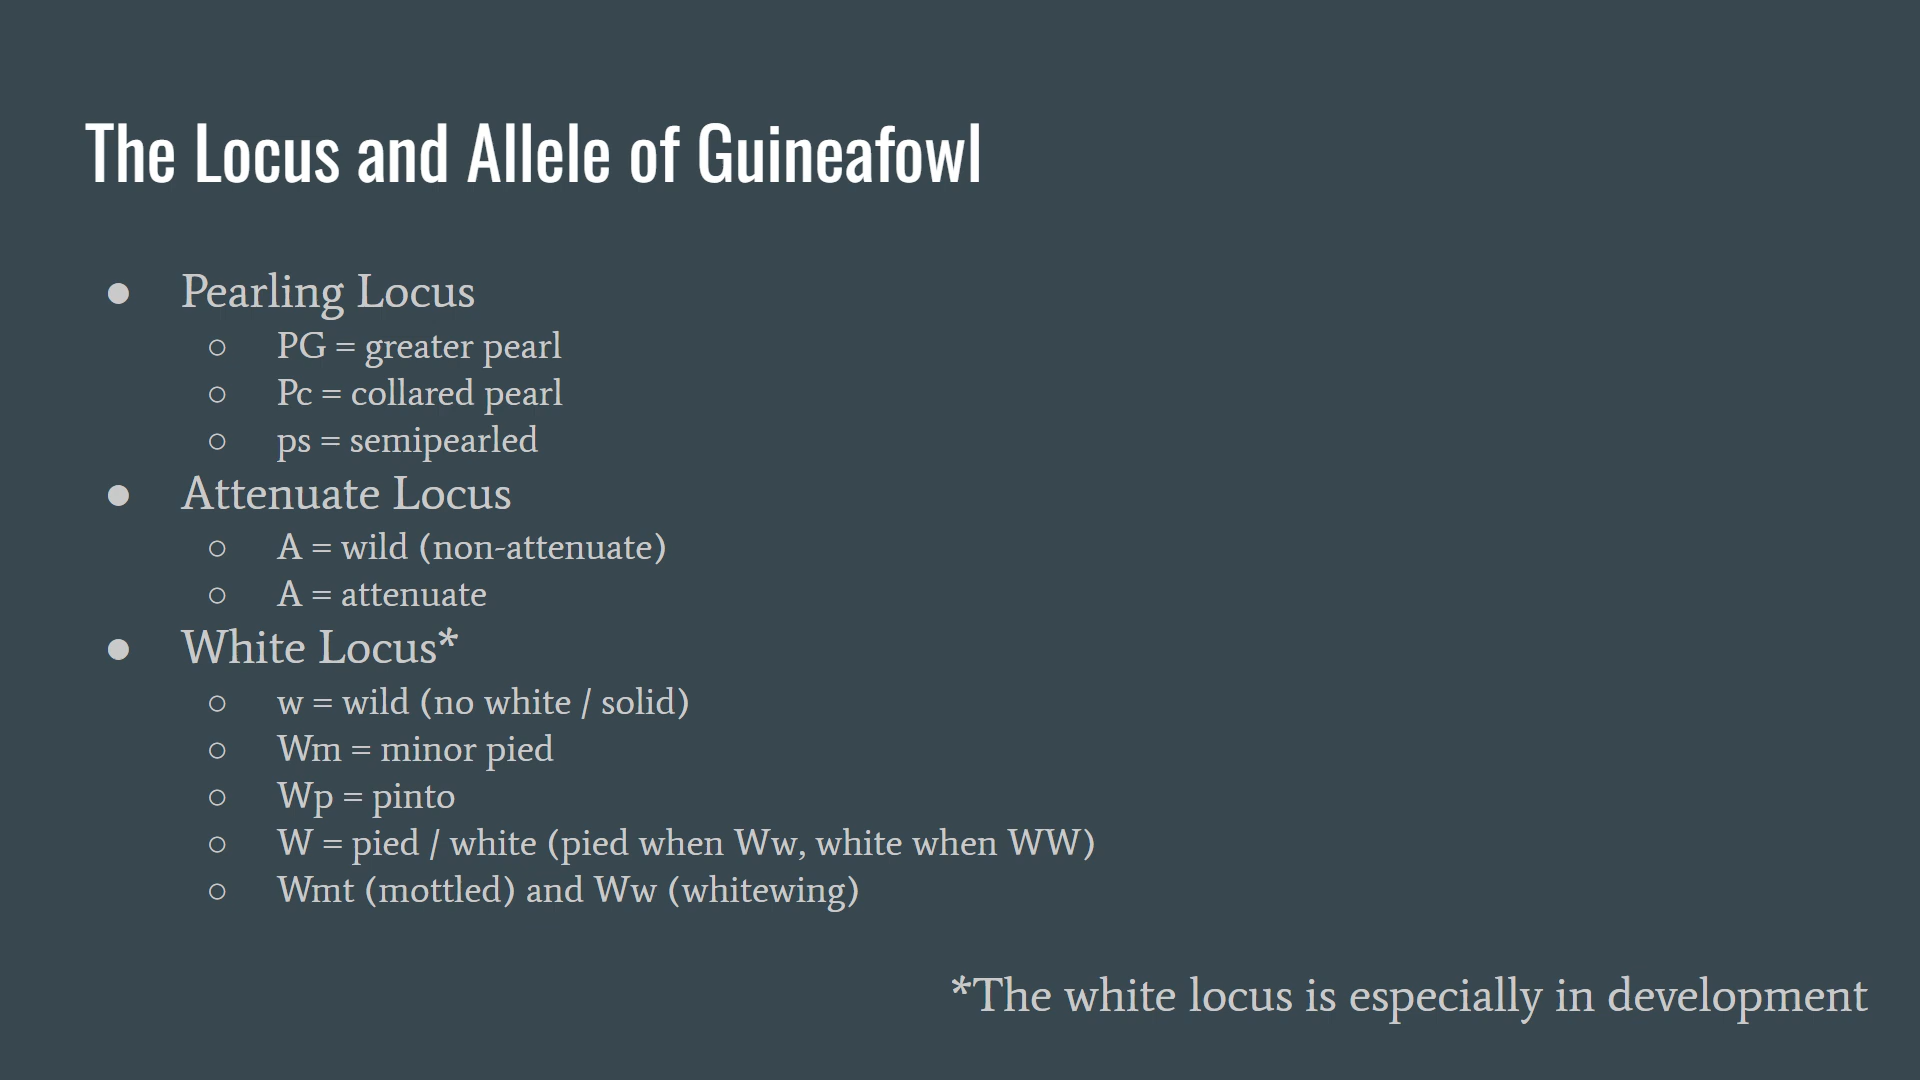 The Locus and Allele of Guineafowl
● Pearling Locus
○ PG = greater pearl
○ Pc = collared pearl
○ ps = semipearled
● Attenuate Locus
○ A = wild (non-attenuate)
○ A = attenuate
● White Locus*
○ w = wild (no white / solid)
○ Wm = minor pied
○ Wp = pinto
○ W = pied / white (pied when Ww, white when WW)
○ Wmt (mottled) and Ww (whitewing)
*The white locus is especially in development